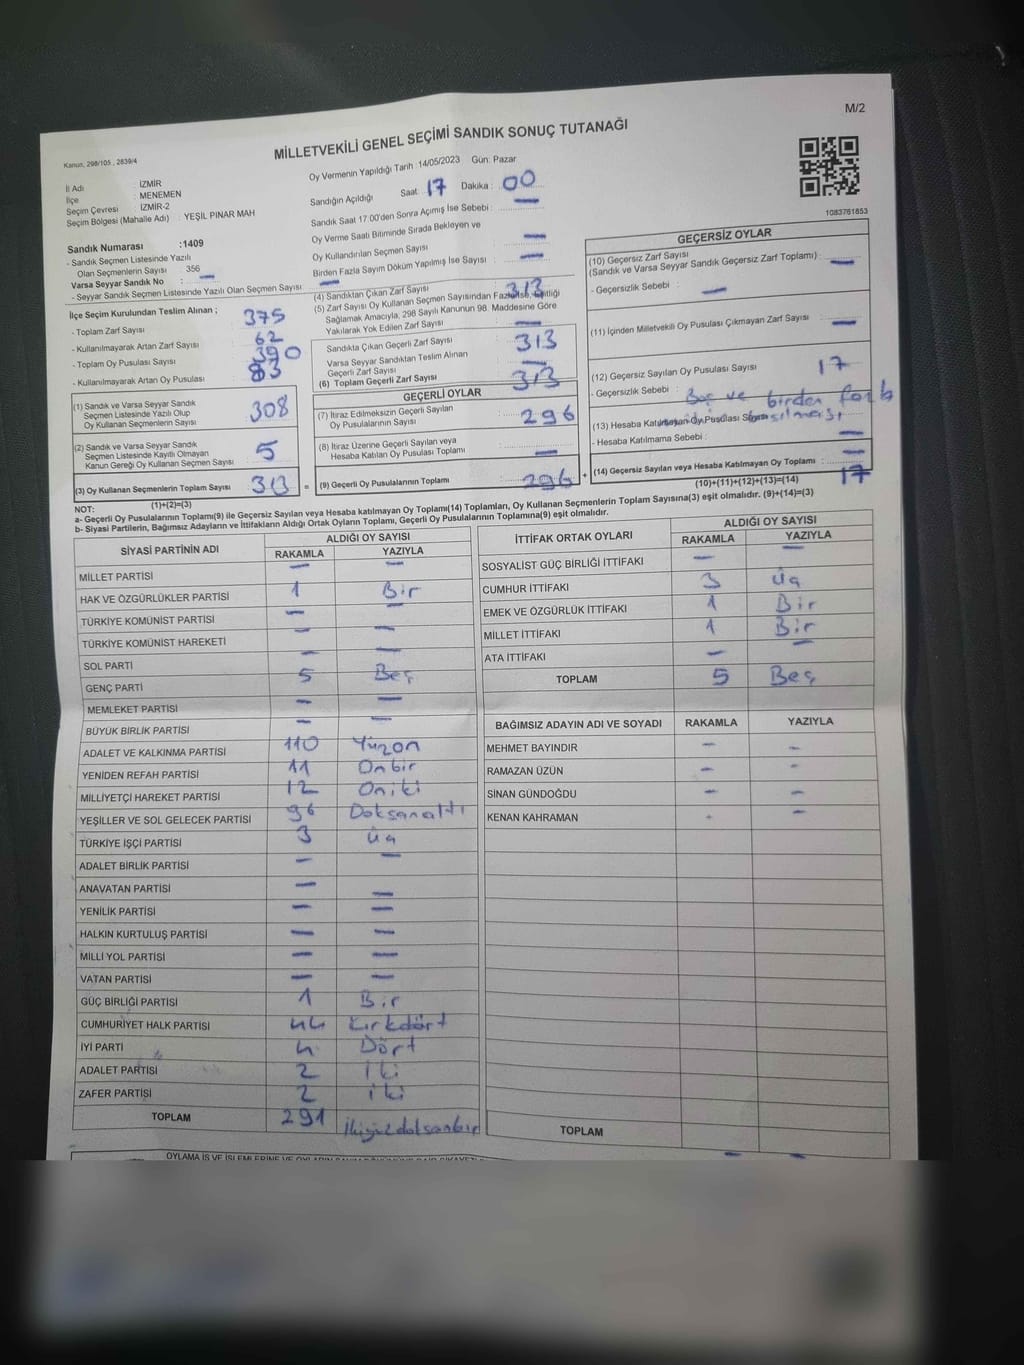 M/2
MİLLETVEKİLİ GENEL SEÇİMİ SANDIK SONUÇ TUTANAĞI
Kanun, 298/105 , 2839/4
İl Adı : İZMİR
İlçe : MENEMEN
Seçim Çevresi : İZMİR-2
Seçim Bölgesi (Mahalle Adı) : YEŞİL PINAR MAH
Sandık Numarası :1409
- Sandık Seçmen Listesinde Yazılı
Olan Seçmenlerin Sayısı 356
Varsa Seyyar Sandık No : —
- Seyyar Sandık Seçmen Listesinde Yazılı Olan Seçmen Sayısı —
Oy Vermenin Yapıldığı Tarih :14/05/2023 Gün: Pazar
Sandığın Açıldığı Saat: 17 Dakika : 00
Sandık Saat 17:00'den Sonra Açımış İse Sebebi : —
Oy Verme Saati Bitiminde Sırada Bekleyen ve
Oy Kullandırılan Seçmen Sayısı —
Birden Fazla Sayım Döküm Yapılmış İse Sayısı : —
1083761853
İlçe Seçim Kurulundan Teslim Alınan ;
- Toplam Zarf Sayısı 375
- Kullanılmayarak Artan Zarf Sayısı : 62
- Toplam Oy Pusulası Sayısı 390
- Kullanılmayarak Artan Oy Pusulası : 83
(1) Sandık ve Varsa Seyyar Sandık
Seçmen Listesinde Yazılı Olup
Oy Kullanan Seçmenlerin Sayısı 308
(2) Sandık ve Varsa Seyyar Sandık
Seçmen Listesinde Kayıtlı Olmayan
Kanun Gereği Oy Kullanan Seçmen Sayısı 5
(3) Oy Kullanan Seçmenlerin Toplam Sayısı 313
(1)+(2)=(3)
(4) Sandıktan Çıkan Zarf Sayısı : 313
(5) Zarf Sayısı Oy Kullanan Seçmen Sayısından Fazla İse, Eşitliği
Sağlamak Amacıyla, 298 Sayılı Kanunun 98. Maddesine Göre
Yakılarak Yok Edilen Zarf Sayısı : —
Sandıkta Çıkan Geçerli Zarf Sayısı : 313
Varsa Seyyar Sandıktan Teslim Alınan
Geçerli Zarf Sayısı : —
(6) Toplam Geçerli Zarf Sayısı 313
GEÇERLİ OYLAR
(7) İtiraz Edilmeksizin Geçerli Sayılan
Oy Pusulalarının Sayısı 296
(8) İtiraz Üzerine Geçerli Sayılan veya
Hesaba Katılan Oy Pusulası Toplamı —
= (9) Geçerli Oy Pusulalarının Toplamı 296
GEÇERSİZ OYLAR
(10) Geçersiz Zarf Sayısı
(Sandık ve Varsa Seyyar Sandık Geçersiz Zarf Toplamı) : —
- Geçersizlik Sebebi : —
(11) İçinden Milletvekili Oy Pusulası Çıkmayan Zarf Sayısı —
(12) Geçersiz Sayılan Oy Pusulası Sayısı 17
- Geçersizlik Sebebi : Boş ve birden
(13) Hesaba Katılmayan Oy Pusulası Sayısı —
- Hesaba Katılmama Sebebi : —
+ (14) Geçersiz Sayılan veya Hesaba Katılmayan Oy Toplamı : 17
(10)+(11)+(12)+(13)=(14)
NOT:
a- Geçerli Oy Pusulalarının Toplamı(9) ile Geçersiz Sayılan veya Hesaba katılmayan Oy Toplamı(14) Toplamları, Oy Kullanan Seçmenlerin Toplam Sayısına(3) eşit olmalıdır. (9)+(14)=(3)
b- Siyasi Partilerin, Bağımsız Adayların ve İttifakların Aldığı Ortak Oyların Toplamı, Geçerli Oy Pusulalarının Toplamına(9) eşit olmalıdır.
SİYASİ PARTİNİN ADI ALDIĞI OY SAYISI
RAKAMLA YAZIYLA
MİLLET PARTİSİ — —
HAK VE ÖZGÜRLÜKLER PARTİSİ 1 Bir
TÜRKİYE KOMÜNİST PARTİSİ — —
TÜRKİYE KOMÜNİST HAREKETİ — —
SOL PARTİ — —
GENÇ PARTİ 5 Beş
MEMLEKET PARTİSİ — —
BÜYÜK BİRLİK PARTİSİ — —
ADALET VE KALKINMA PARTİSİ 110 Yüzon
YENİDEN REFAH PARTİSİ 11 Onbir
MİLLİYETÇİ HAREKET PARTİSİ 12 Oniki
YEŞİLLER VE SOL GELECEK PARTİSİ 96 Doksanaltı
TÜRKİYE İŞÇİ PARTİSİ 3 Üç
ADALET BİRLİK PARTİSİ — —
ANAVATAN PARTİSİ — —
YENİLİK PARTİSİ — —
HALKIN KURTULUŞ PARTİSİ — —
MİLLİ YOL PARTİSİ — —
VATAN PARTİSİ — —
GÜÇ BİRLİĞİ PARTİSİ 1 Bir
CUMHURİYET HALK PARTİSİ 44 Kırkdört
İYİ PARTİ 4 Dört
ADALET PARTİSİ 2 İki
ZAFER PARTİSİ 2 iki
TOPLAM 291 İkiyüzdoksanbir
İTTİFAK ORTAK OYLARI ALDIĞI OY SAYISI
RAKAMLA YAZIYLA
SOSYALİST GÜÇ BİRLİĞİ İTTİFAKI — —
CUMHUR İTTİFAKI 3 Üç
EMEK VE ÖZGÜRLÜK İTTİFAKI 1 Bir
MİLLET İTTİFAKI 1 Bir
ATA İTTİFAKI — —
TOPLAM 5 Beş
BAĞIMSIZ ADAYIN ADI VE SOYADI RAKAMLA YAZIYLA
MEHMET BAYINDIR — —
RAMAZAN ÜZÜN — —
SİNAN GÜNDOĞDU — —
KENAN KAHRAMAN - —
TOPLAM — —